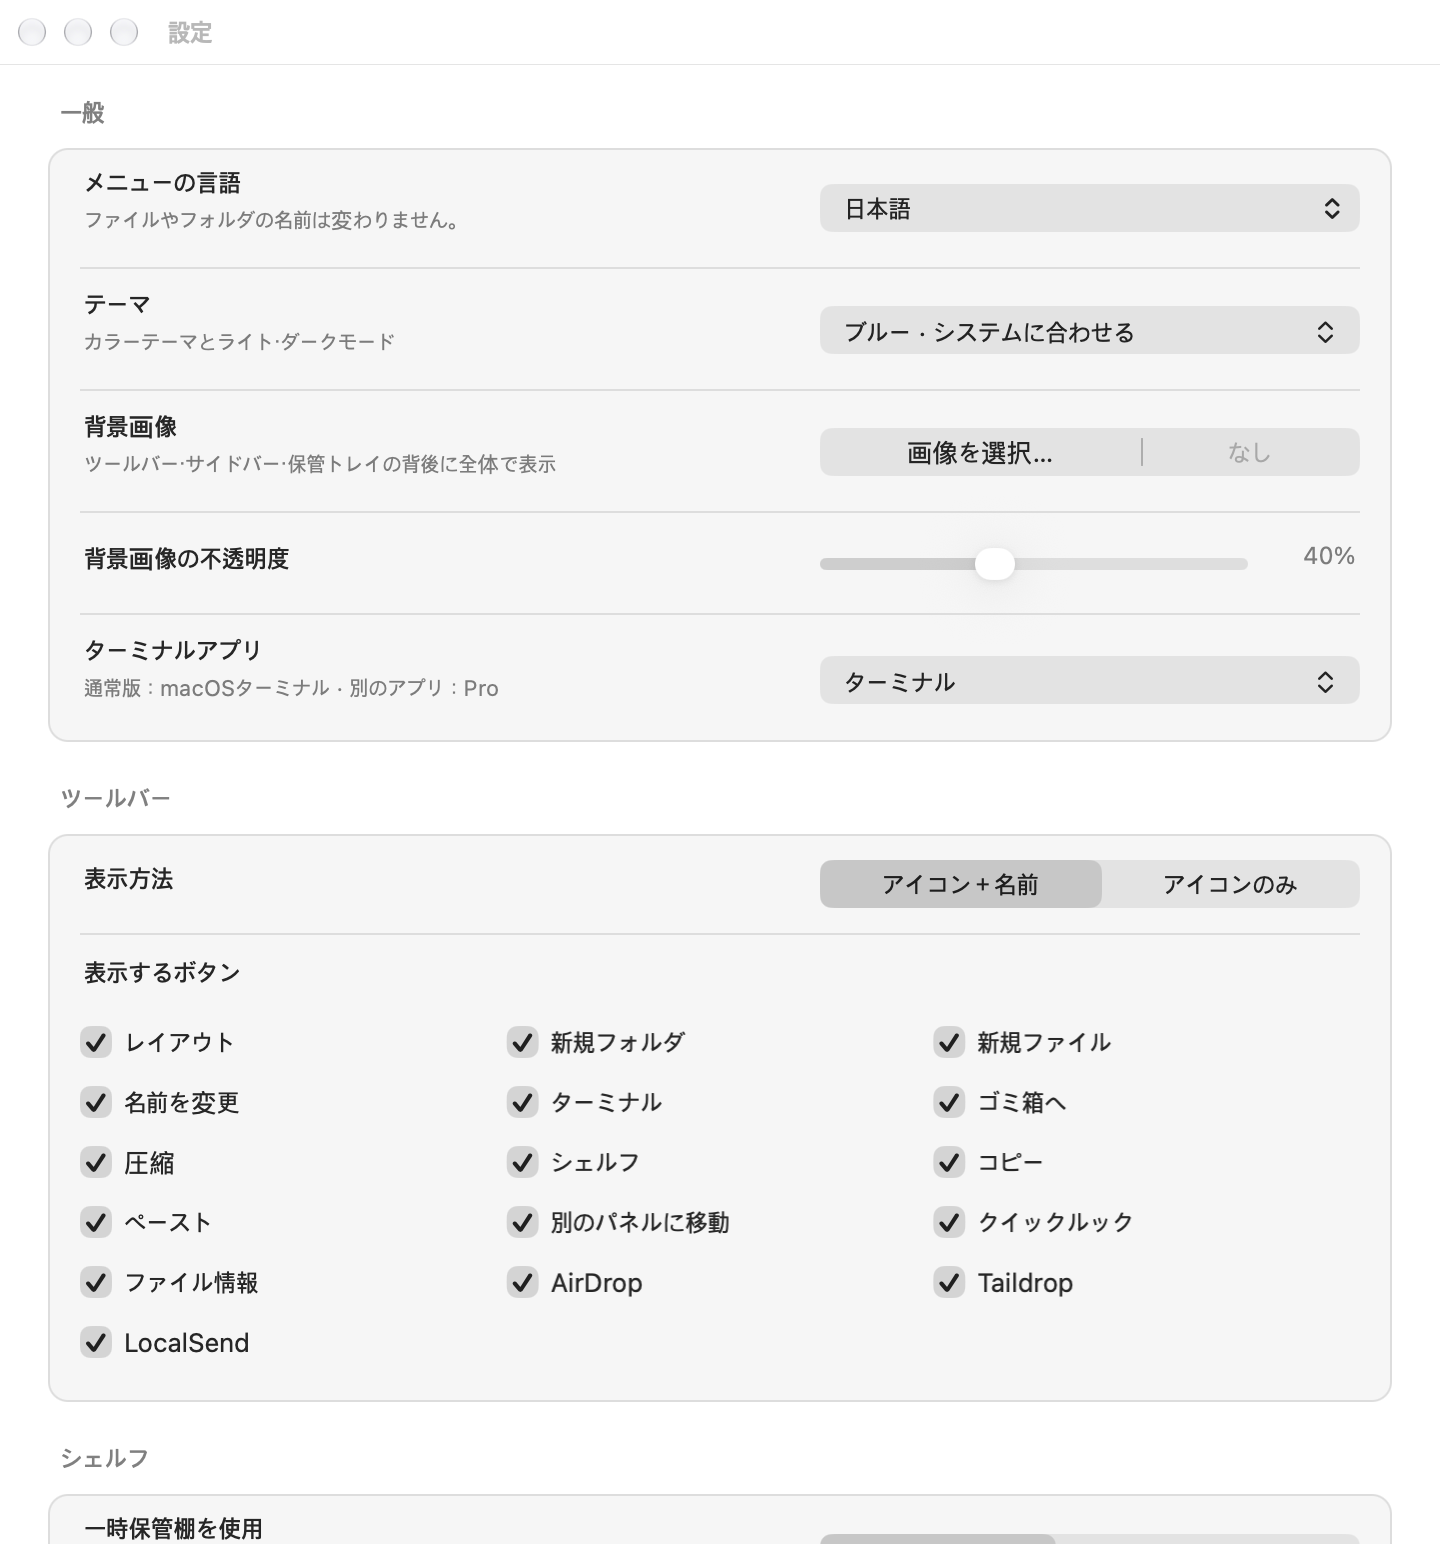 設定
一般
メニューの言語
ファイルやフォルダの名前は変わりません。
日本語
テーマ
カラーテーマとライト·ダークモード
ブルー · システムに合わせる
背景画像
ツールバー·サイドバー·保管トレイの背後に全体で表示
画像を選択...
なし
背景画像の不透明度
40%
ターミナルアプリ
通常版：macOSターミナル · 別のアプリ：Pro
ターミナル
ツールバー
表示方法
アイコン + 名前
アイコンのみ
表示するボタン
レイアウト
新規フォルダ
新規ファイル
名前を変更
ターミナル
ゴミ箱へ
圧縮
シェルフ
コピー
ペースト
別のパネルに移動
クイックルック
ファイル情報
AirDrop
Taildrop
LocalSend
シェルフ
一時保管棚を使用